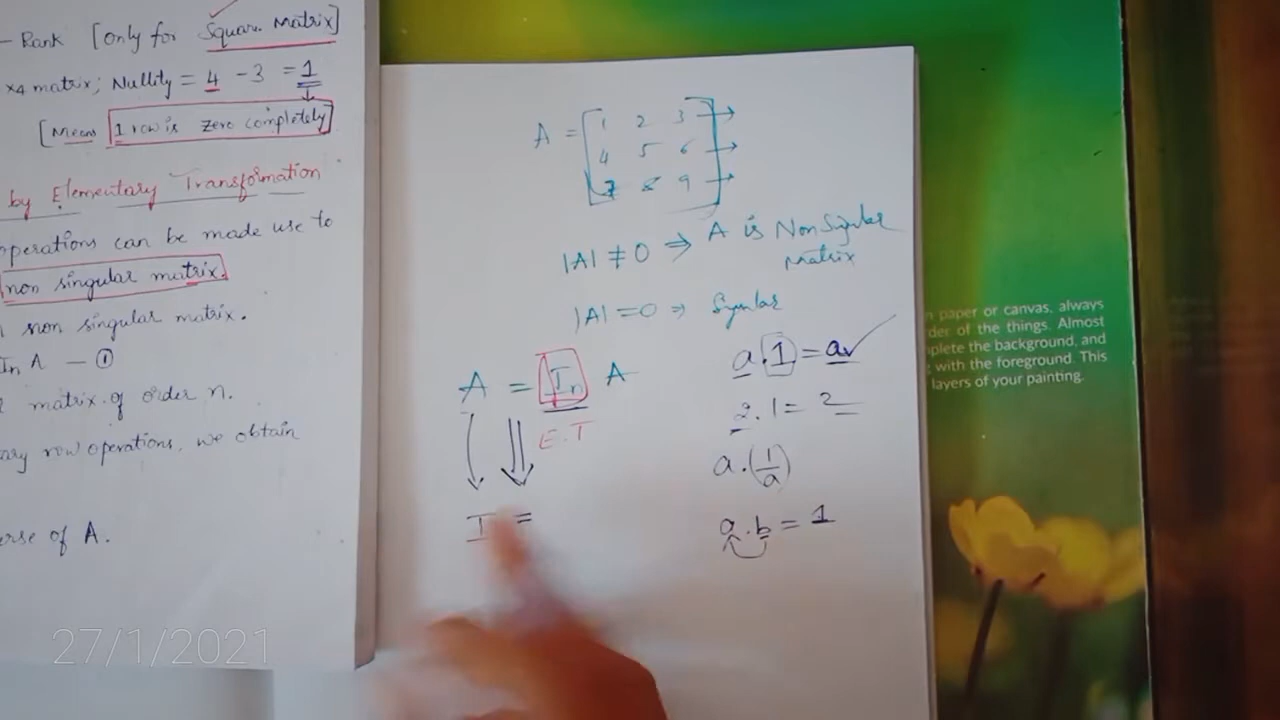 - Rank [Only for Square Matrix]
x4 matrix; Nullity = 4 - 3 = 1
[Means 1 row is zero completely]
by Elementary Transformation
operations can be made use to
non singular matrix.
non singular matrix.
In A — ①
matrix of order n.
row operations, we obtain
of A.
27/1/2021
A = [1 2 3
4 5 6
7 8 9]
|A| ≠ 0 ⇒ A is Non Singular
Matrix
|A| = 0 ⇒ Singular
A = In A
E.T
I =
a.1 = a✓
2.1 = 2
a.(1/a)
a.b = 1
paper or canvas, always
der of the things. Almost
plete the background, and
with the foreground. This
layers of your painting.